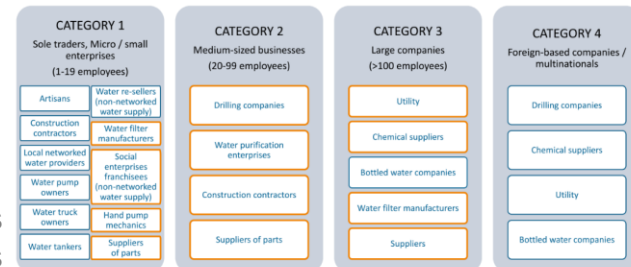 CATEGORY 1
Sole traders, Micro / small
enterprises
(1-19 employees)
Artisans
Construction
contractors
Local networked
water providers
Water pump
owners
Water truck
owners
Water tankers
Water re-sellers
(non-networked
water supply)
Water filter
manufacturers
Social
enterprises
franchisees
(non-networked
water supply)
Hand pump
mechanics
Suppliers
of parts
CATEGORY 2
Medium-sized businesses
(20-99 employees)
Drilling companies
Water purification
enterprises
Construction contractors
Suppliers of parts
CATEGORY 3
Large companies
(>100 employees)
Utility
Chemical suppliers
Bottled water companies
Water filter manufacturers
Suppliers
CATEGORY 4
Foreign-based companies /
multinationals
Drilling companies
Chemical suppliers
Utility
Bottled water companies